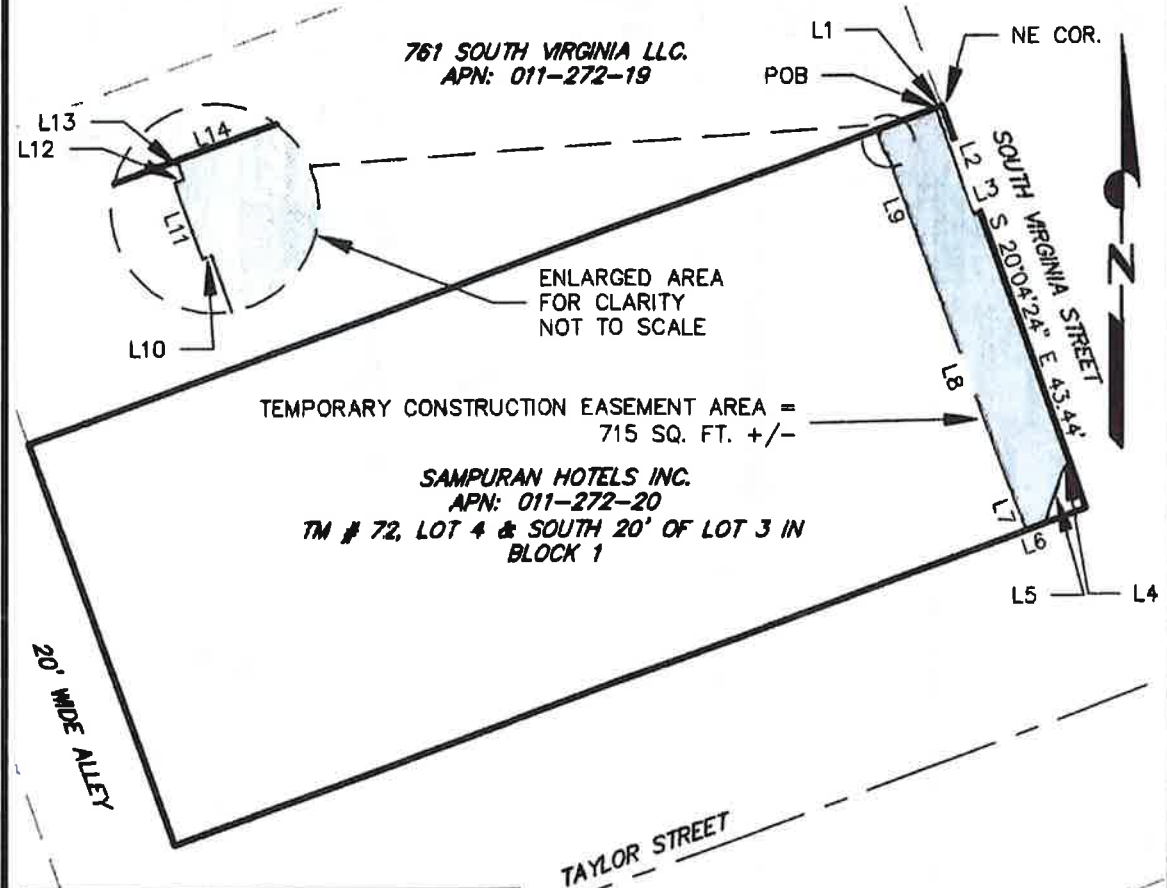 761 SOUTH VIRGINIA LLC.
APN: 011-272-19
L1
NE COR.
POB
L13
L12
L14
L11
L10
L2
L3
SOUTH VIRGINIA STREET
S 20°04'24" E 43.44'
L9
N
ENLARGED AREA
FOR CLARITY
NOT TO SCALE
L8
TEMPORARY CONSTRUCTION EASEMENT AREA =
715 SQ. FT. +/-
SAMPURAN HOTELS INC.
APN: 011-272-20
TM # 72, LOT 4 & SOUTH 20' OF LOT 3 IN
BLOCK 1
L7
L6
L5
L4
20' WIDE ALLEY
TAYLOR STREET